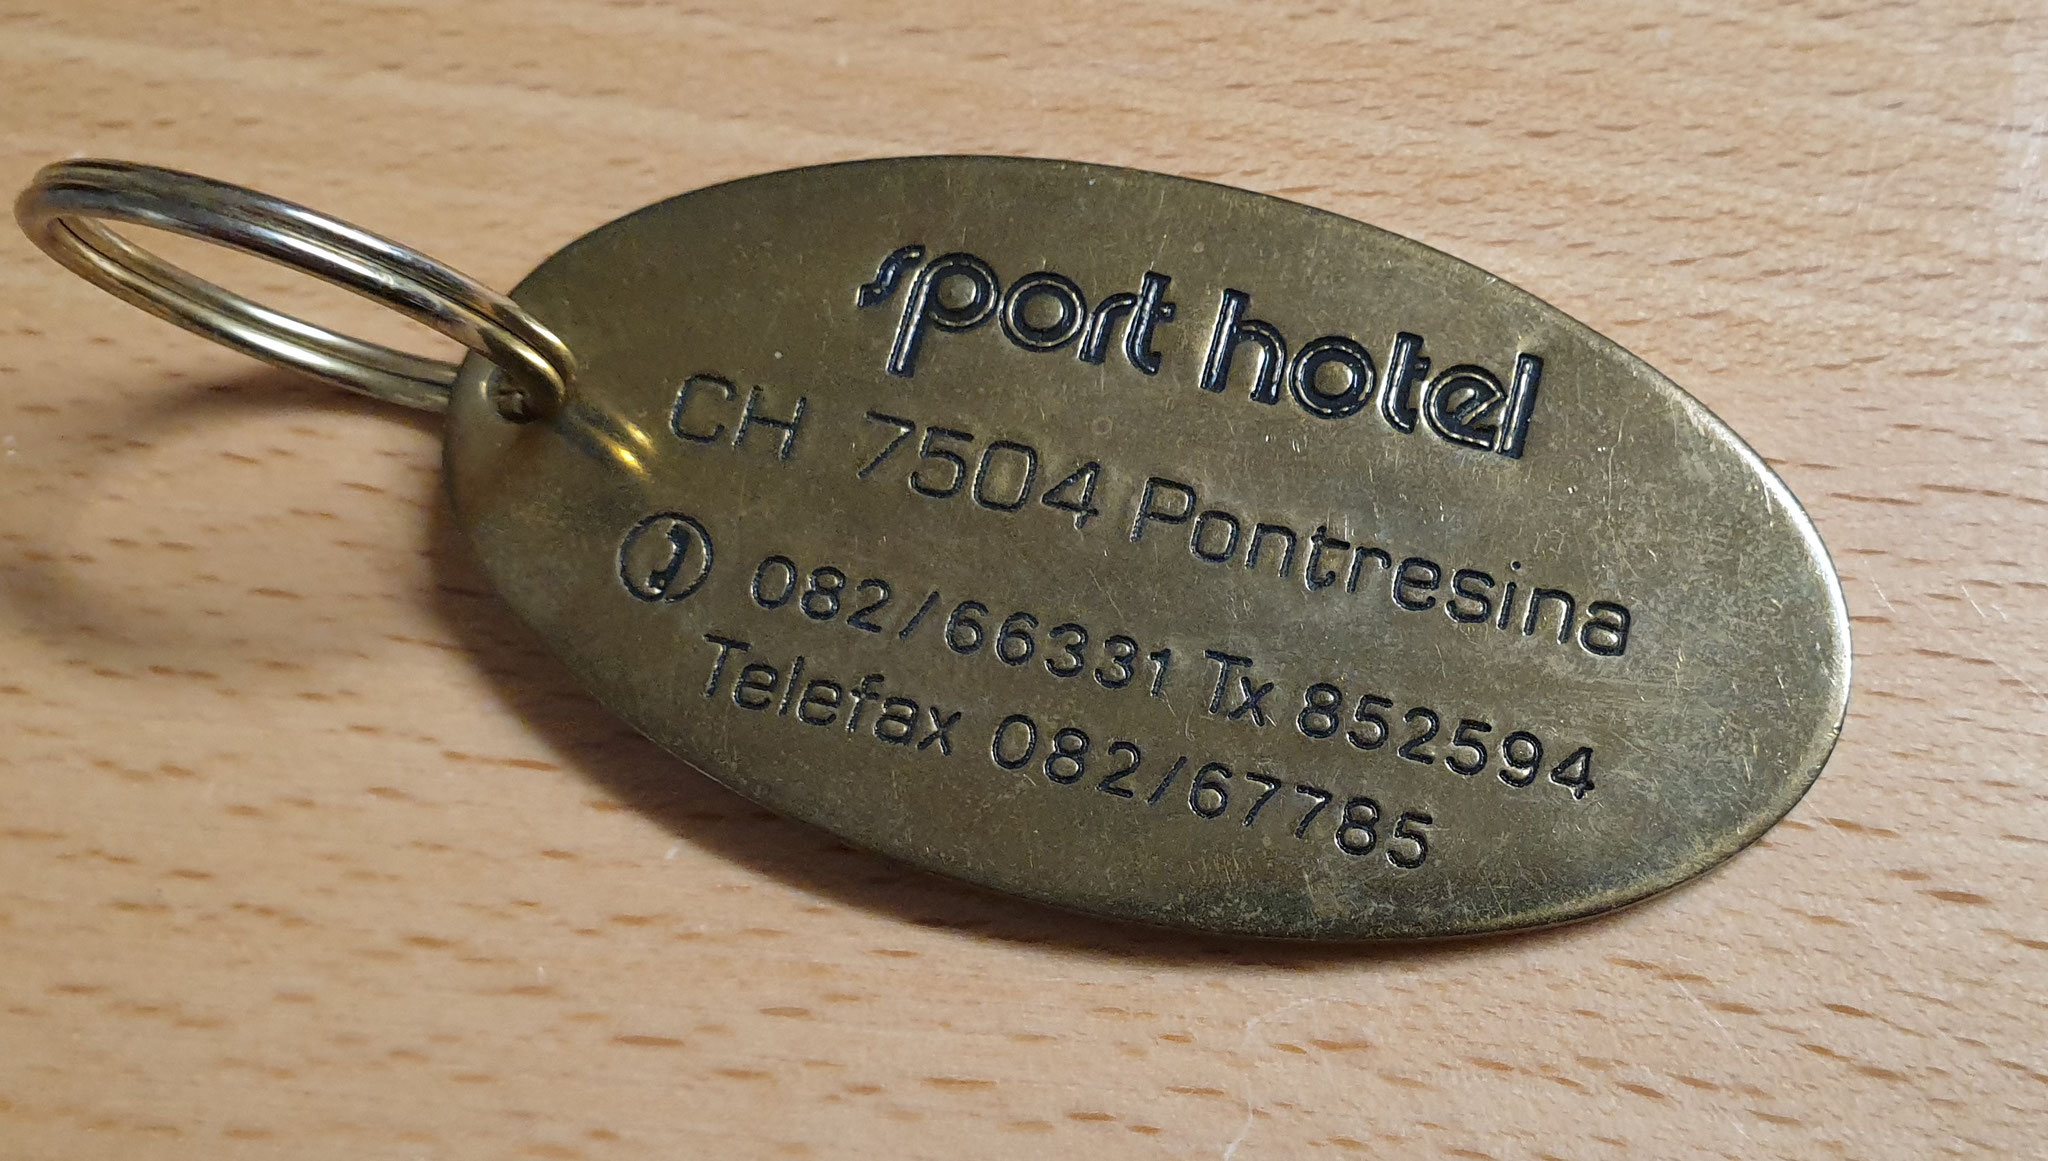 sport hotel
CH 7504 Pontresina
082/66331 Tx 852594
Telefax 082/67785